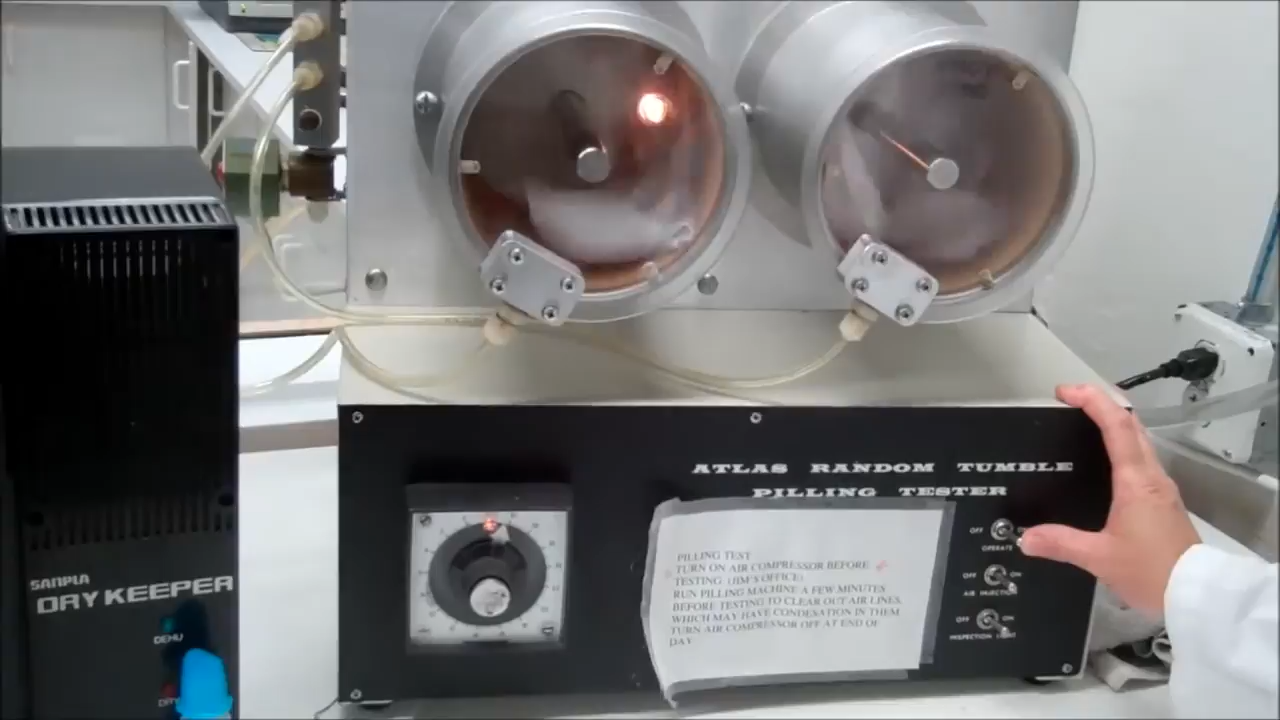 ATLAS RANDOM TUMBLE
PILLING TESTER
PILLING TEST
TURN ON AIR COMPRESSOR BEFORE
TESTING (JIM'S OFFICE)
RUN PILLING MACHINE A FEW MINUTES
BEFORE TESTING TO CLEAR OUT AIR LINES,
WHICH MAY HAVE CONDESATION IN THEM
TURN AIR COMPRESSOR OFF AT END OF
DAY
OFF
OPERATE
OFF ON
AIR INJECTION
OFF ON
INSPECTION LIGHT
SANPLA
DRY KEEPER
DEHU